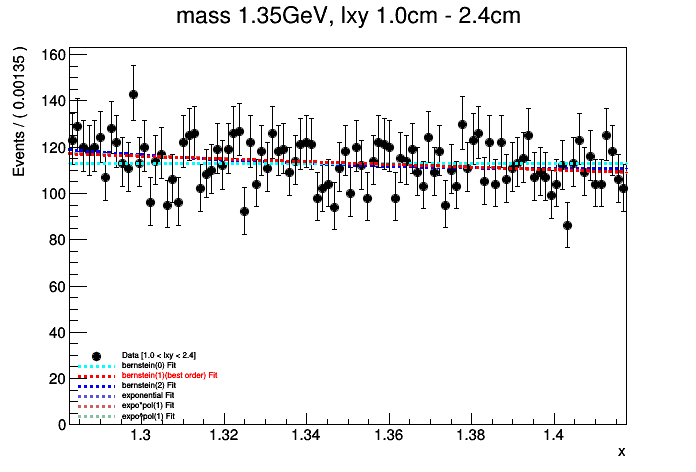 mass 1.35GeV, lxy 1.0cm - 2.4cm
Events / ( 0.00135 )
160
140
120
100
80
60
40
20
0
Data [1.0 < lxy < 2.4]
bernstein(0) Fit
bernstein(1)(best order) Fit
bernstein(2) Fit
exponential Fit
expo*pol(1) Fit
expo*pol(1) Fit
1.3 1.32 1.34 1.36 1.38 1.4
x